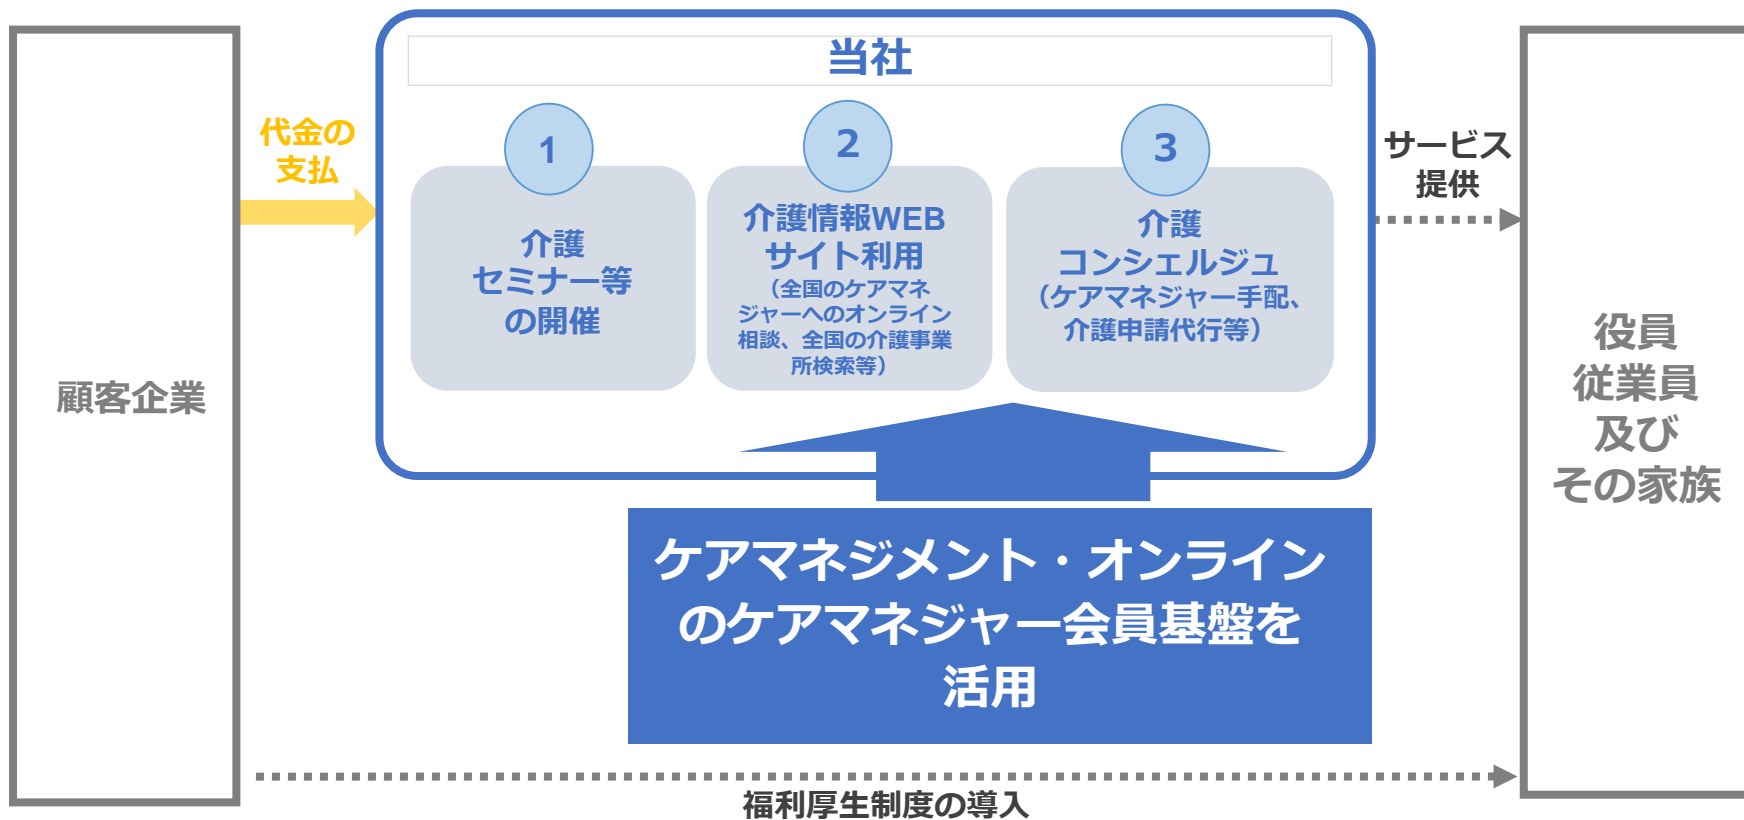 顧客企業
代金の
支払
当社
1
介護
セミナー等
の開催
2
介護情報WEB
サイト利用
（全国のケアマネ
ジャーへのオンライン
相談、全国の介護事業
所検索等）
3
介護
コンシェルジュ
（ケアマネジャー手配、
介護申請代行等）
ケアマネジメント・オンライン
のケアマネジャー会員基盤を
活用
サービス
提供
役員
従業員
及び
その家族
福利厚生制度の導入